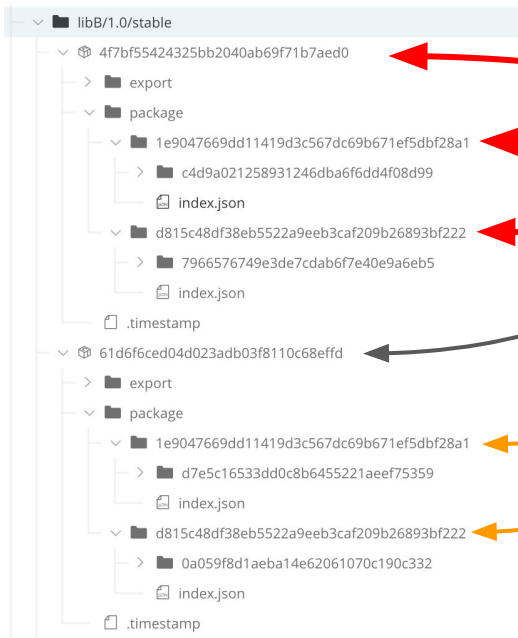 libB/1.0/stable
4f7bf55424325bb2040ab69f71b7aed0
export
package
1e9047669dd11419d3c567dc69b671ef5dbf28a1
c4d9a021258931246dba6f6dd4f08d99
index.json
d815c48df38eb5522a9eeb3caf209b26893bf222
7966576749e3de7cdab6f7e40e9a6eb5
index.json
.timestamp
61d6f6ced04d023adb03f8110c68effd
export
package
1e9047669dd11419d3c567dc69b671ef5dbf28a1
d7e5c16533dd0c8b6455221aeef75359
index.json
d815c48df38eb5522a9eeb3caf209b26893bf222
0a059f8d1aeba14e62061070c190c332
index.json
.timestamp